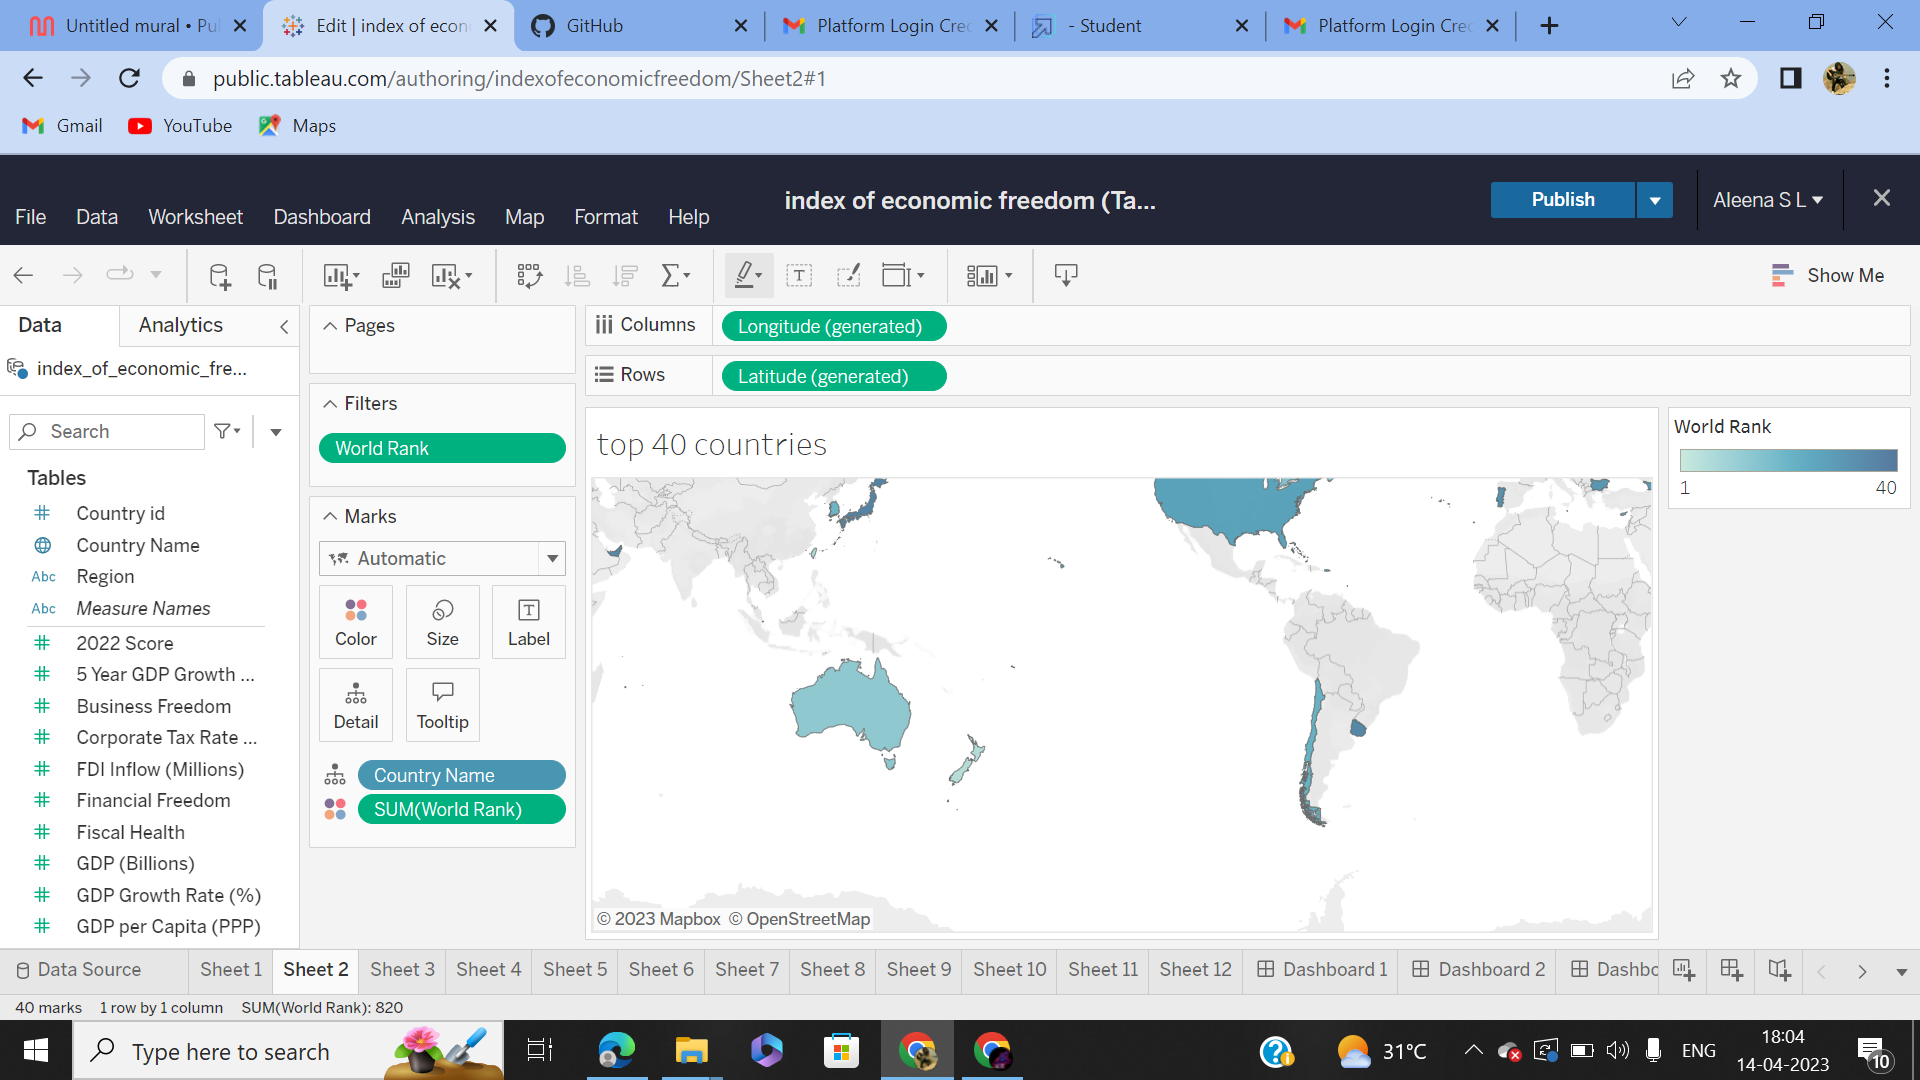 Untitled mural • Pul
Edit | index of econ
GitHub
Platform Login Cre
- Student
Platform Login Cre
public.tableau.com/authoring/indexofeconomicfreedom/Sheet2#1
Gmail YouTube Maps
index of economic freedom (Ta...
Publish
Aleena S L
File Data Worksheet Dashboard Analysis Map Format Help
Show Me
Data Analytics
index_of_economic_fre...
Search
Tables
Country id
Country Name
Abc Region
Abc Measure Names
2022 Score
5 Year GDP Growth ...
Business Freedom
Corporate Tax Rate ...
FDI Inflow (Millions)
Financial Freedom
Fiscal Health
GDP (Billions)
GDP Growth Rate (%)
GDP per Capita (PPP)
Pages
Filters
World Rank
Marks
Automatic
Color Size Label
Detail Tooltip
Country Name
SUM(World Rank)
Columns Longitude (generated)
Rows Latitude (generated)
top 40 countries
© 2023 Mapbox © OpenStreetMap
World Rank
1 40
Data Source Sheet 1 Sheet 2 Sheet 3 Sheet 4 Sheet 5 Sheet 6 Sheet 7 Sheet 8 Sheet 9 Sheet 10 Sheet 11 Sheet 12 Dashboard 1 Dashboard 2 Dashbo
40 marks 1 row by 1 column SUM(World Rank): 820
Type here to search
31°C
ENG
18:04
14-04-2023
10